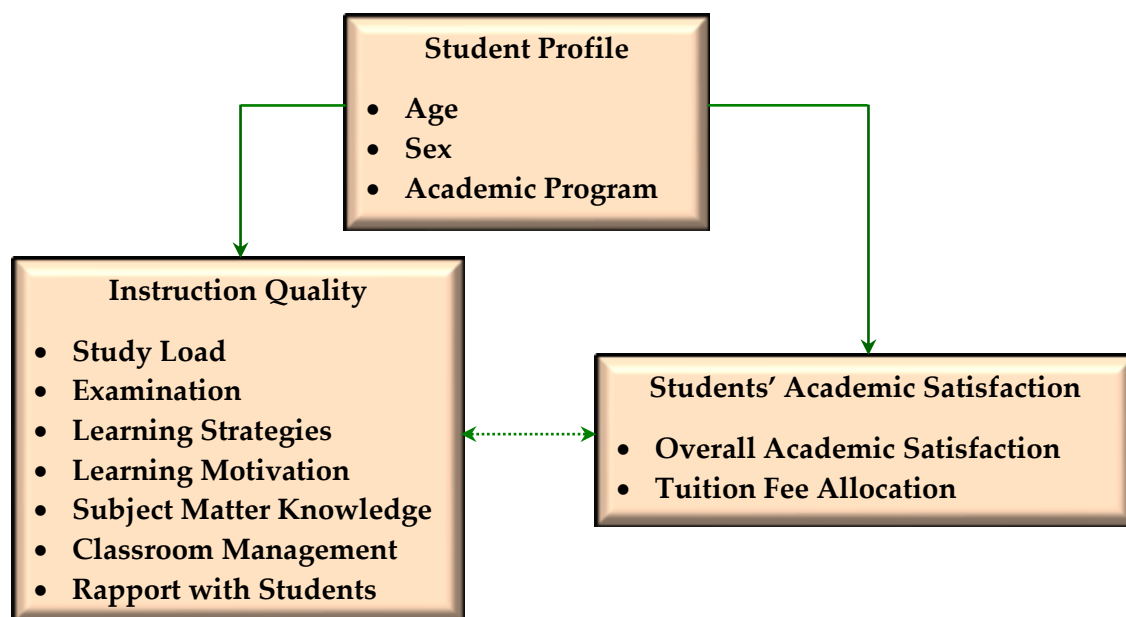 Student Profile
• Age
• Sex
• Academic Program
Instruction Quality
• Study Load
• Examination
• Learning Strategies
• Learning Motivation
• Subject Matter Knowledge
• Classroom Management
• Rapport with Students
Students’ Academic Satisfaction
• Overall Academic Satisfaction
• Tuition Fee Allocation